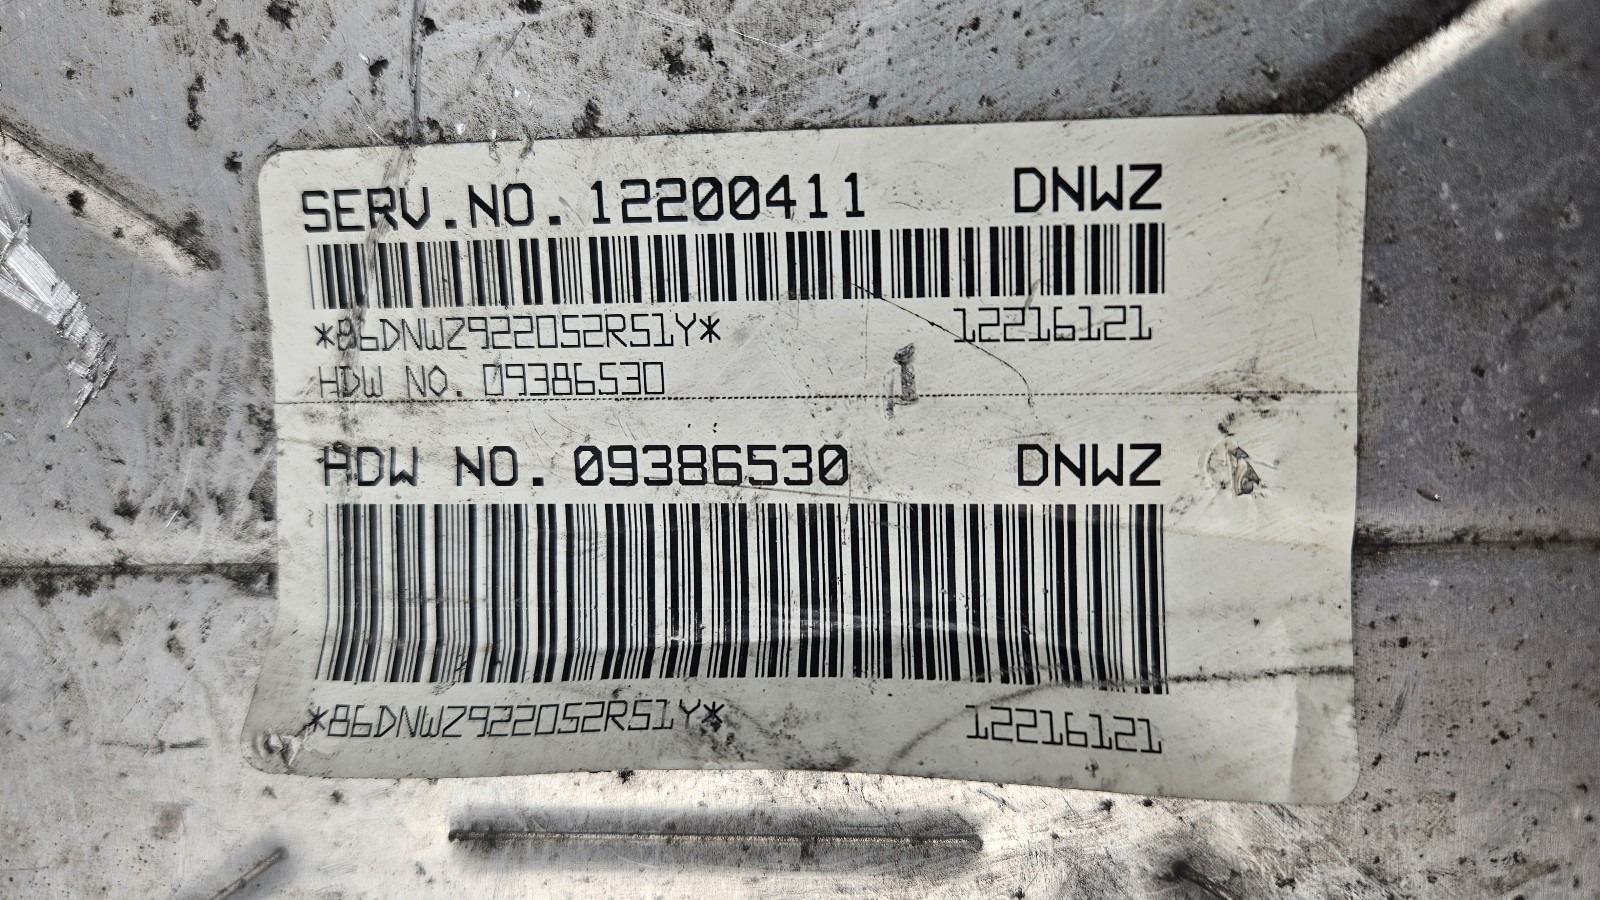 SERV.NO.12200411 DNWZ
*86DNWZ922052R51Y* 12216121
HDW NO. 09386530
HDW NO.09386530 DNWZ
*86DNWZ922052R51Y* 12216121